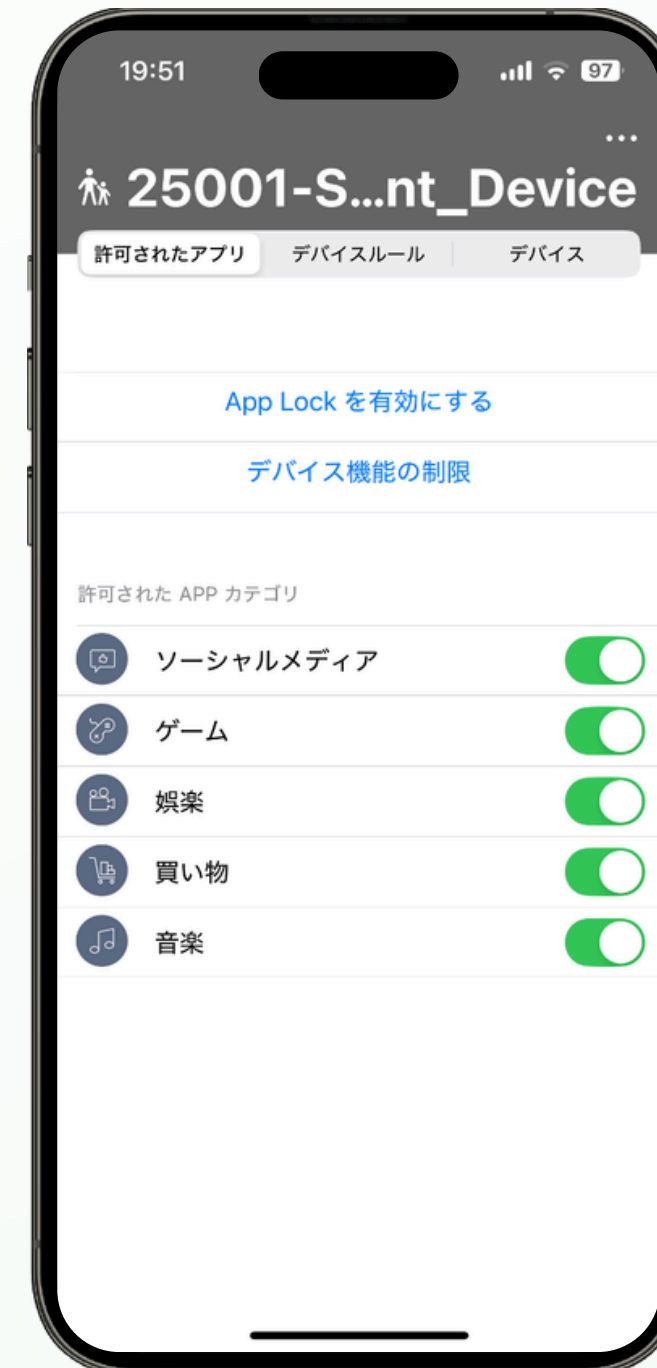 19:51
97
25001-S...nt_Device
許可されたアプリ
デバイスルール
デバイス
App Lock を有効にする
デバイス機能の制限
許可された APP カテゴリ
ソーシャルメディア
ゲーム
娯楽
買い物
音楽